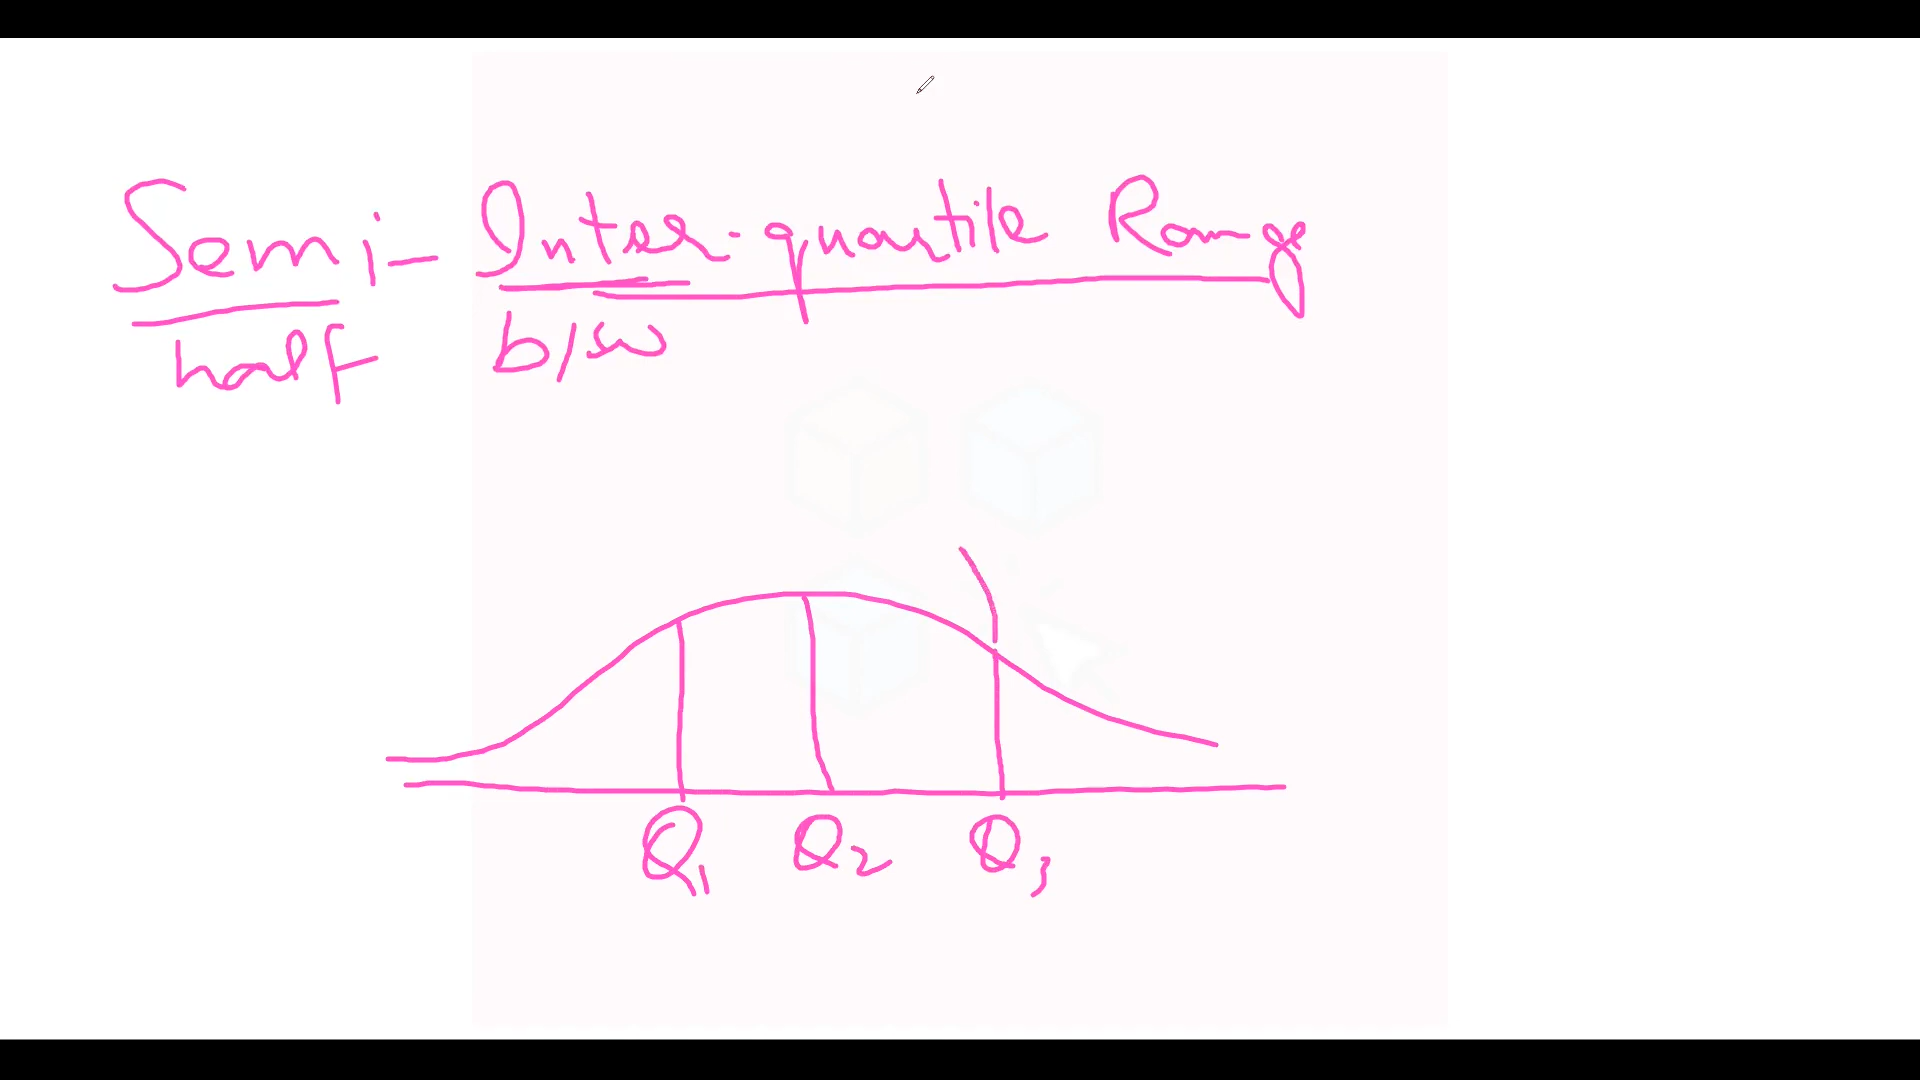 Semi- Inter-quartile Range
half b/w
Q1 Q2 Q3